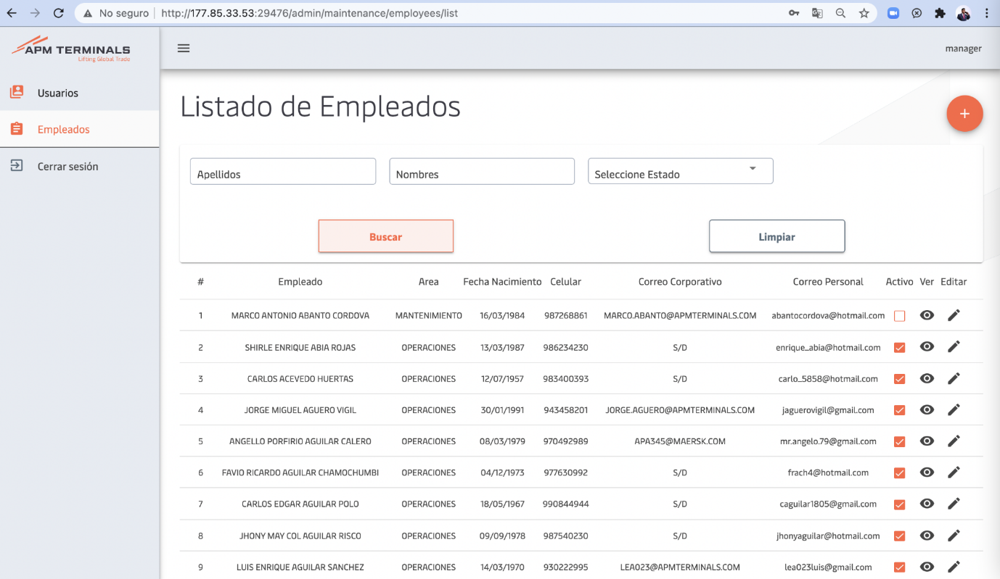 No seguro | http://177.85.33.53:29476/admin/maintenance/employees/list
APM TERMINALS
Lifting Global Trade
manager
Usuarios
Empleados
Cerrar sesión
Listado de Empleados
+
Apellidos Nombres Seleccione Estado
Buscar Limpiar
# Empleado Area Fecha Nacimiento Celular Correo Corporativo Correo Personal Activo Ver Editar
1 MARCO ANTONIO ABANTO CORDOVA MANTENIMIENTO 16/03/1984 987268861 MARCO.ABANTO@APMTERMINALS.COM abantocordova@hotmail.com
2 SHIRLE ENRIQUE ABIA ROJAS OPERACIONES 13/03/1987 986234230 S/D enrique_abia@hotmail.com
3 CARLOS ACEVEDO HUERTAS OPERACIONES 12/07/1957 983400393 S/D carlo_5858@hotmail.com
4 JORGE MIGUEL AGUERO VIGIL OPERACIONES 30/01/1991 943458201 JORGE.AGUERO@APMTERMINALS.COM jaguerovigil@gmail.com
5 ANGELLO PORFIRIO AGUILAR CALERO OPERACIONES 08/03/1979 970492989 APA345@MAERSK.COM mr.angelo.79@gmail.com
6 FAVIO RICARDO AGUILAR CHAMOCHUMBI OPERACIONES 04/12/1973 977630992 S/D frach4@hotmail.com
7 CARLOS EDGAR AGUILAR POLO OPERACIONES 18/05/1967 990844944 S/D caguilar1805@gmail.com
8 JHONY MAY COL AGUILAR RISCO OPERACIONES 09/09/1978 987540230 S/D jhonyaguilar@hotmail.com
9 LUIS ENRIQUE AGUILAR SANCHEZ OPERACIONES 14/03/1970 930222995 LEA023@APMTERMINALS.COM lea023luis@gmail.com